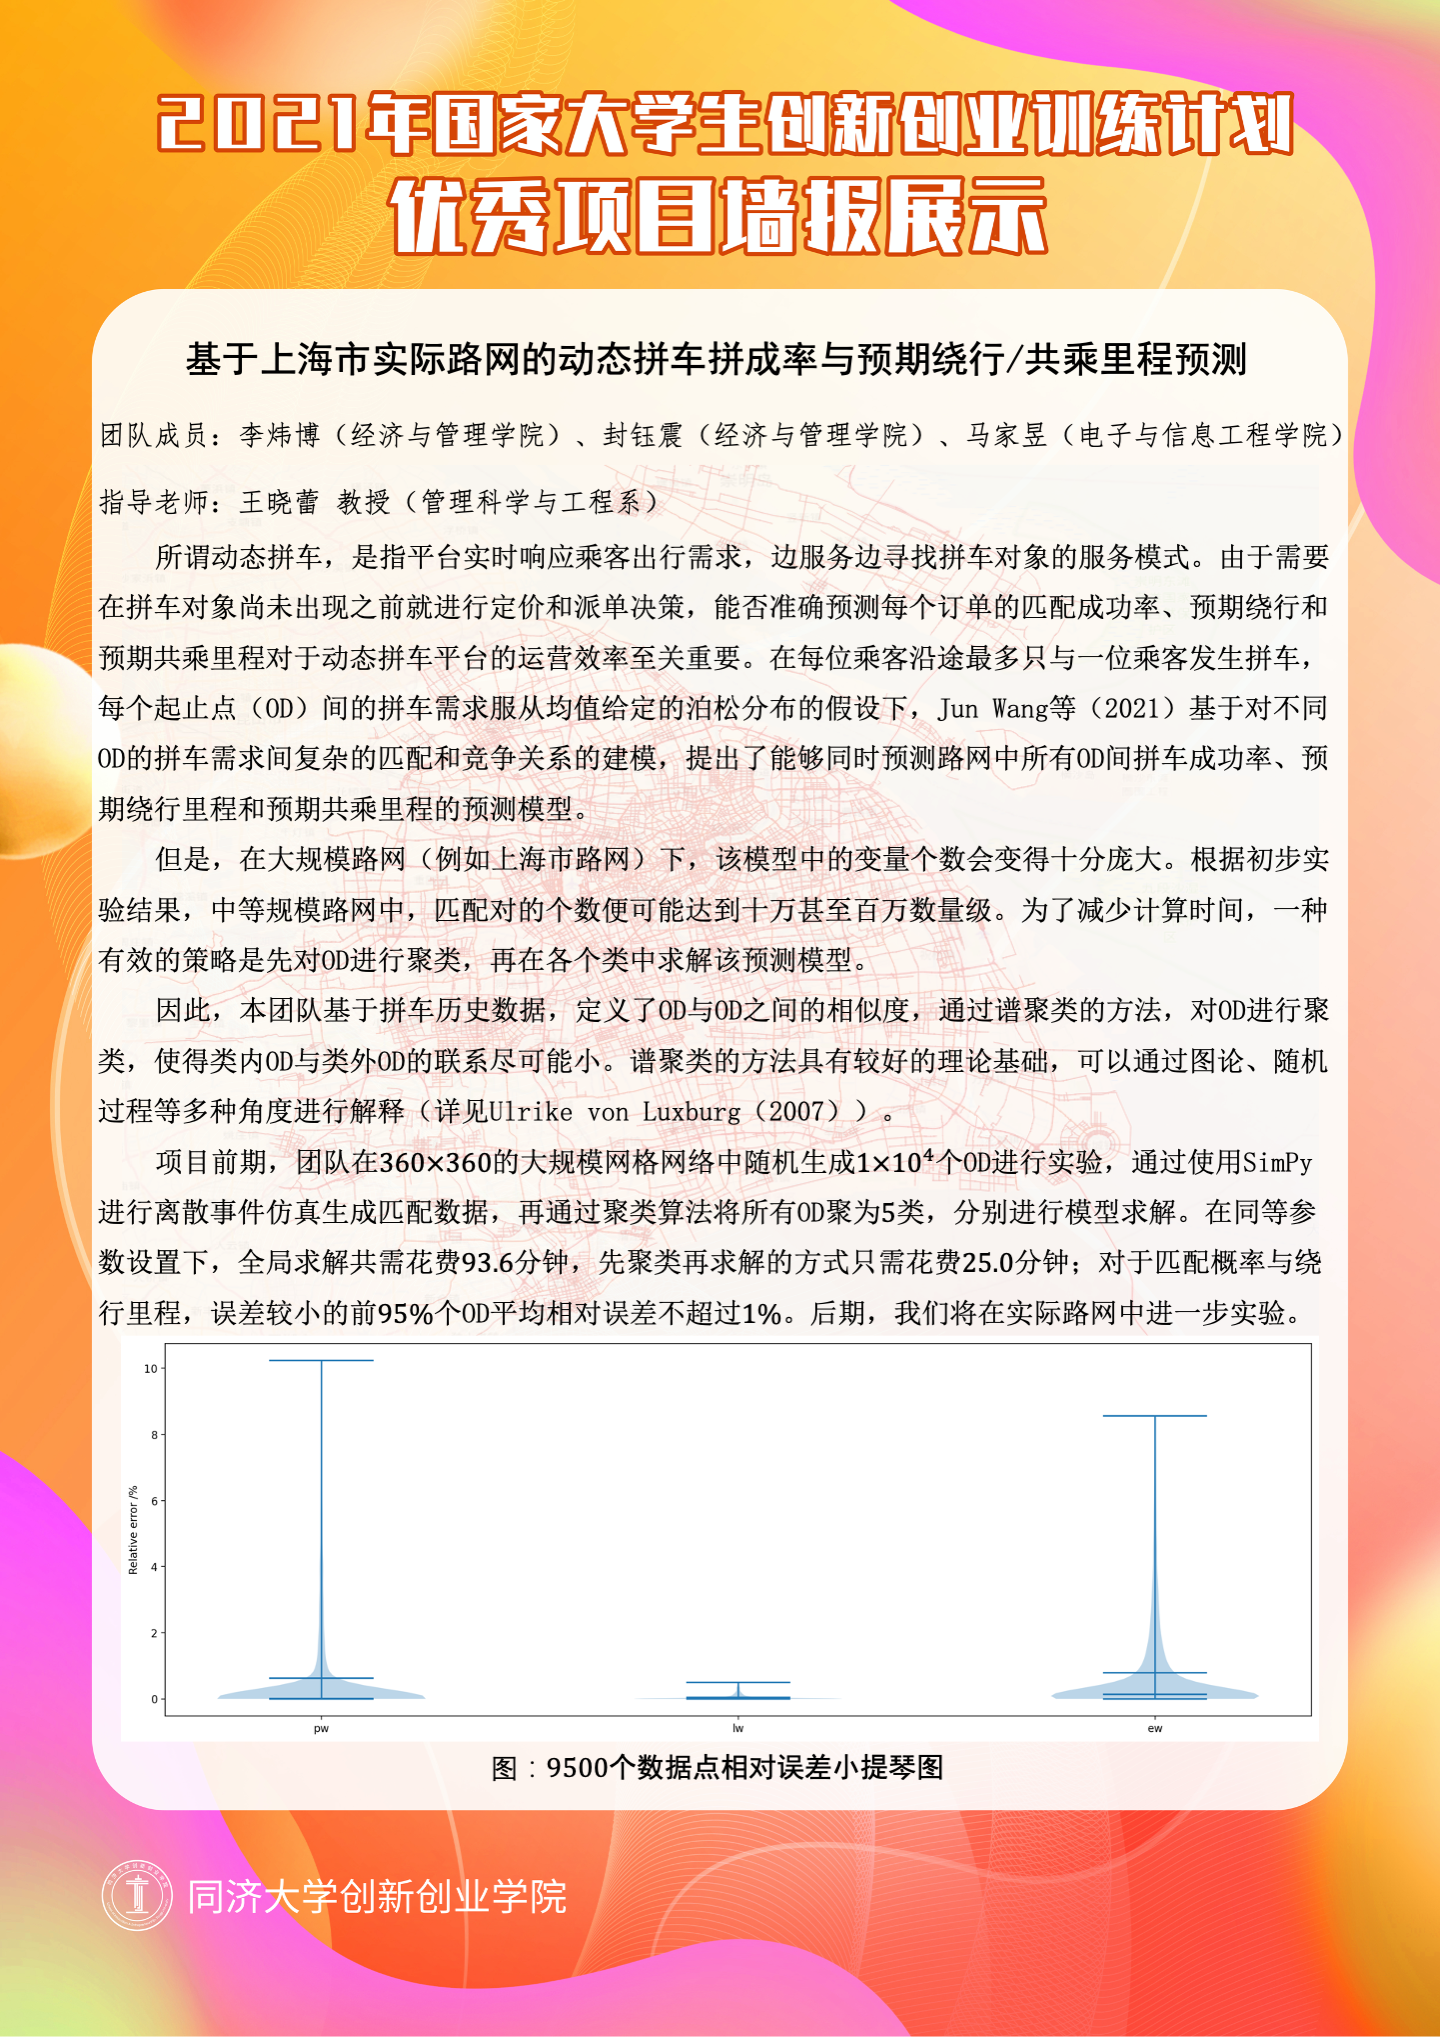 2021年国家大学生创新创业训练计划
优秀项目墙报展示
基于上海市实际路网的动态拼车拼成率与预期绕行/共乘里程预测
团队成员：李炜博（经济与管理学院）、封钰震（经济与管理学院）、马家昱（电子与信息工程学院）
指导老师：王晓蕾 教授（管理科学与工程系）
所谓动态拼车，是指平台实时响应乘客出行需求，边服务边寻找拼车对象的服务模式。由于需要
在拼车对象尚未出现之前就进行定价和派单决策，能否准确预测每个订单的匹配成功率、预期绕行和
预期共乘里程对于动态拼车平台的运营效率至关重要。在每位乘客沿途最多只与一位乘客发生拼车，
每个起止点（OD）间的拼车需求服从均值给定的泊松分布的假设下，Jun Wang等（2021）基于对不同
OD的拼车需求间复杂的匹配和竞争关系的建模，提出了能够同时预测路网中所有OD间拼车成功率、预
期绕行里程和预期共乘里程的预测模型。
但是，在大规模路网（例如上海市路网）下，该模型中的变量个数会变得十分庞大。根据初步实
验结果，中等规模路网中，匹配对的个数便可能达到十万甚至百万数量级。为了减少计算时间，一种
有效的策略是先对OD进行聚类，再在各个类中求解该预测模型。
因此，本团队基于拼车历史数据，定义了OD与OD之间的相似度，通过谱聚类的方法，对OD进行聚
类，使得类内OD与类外OD的联系尽可能小。谱聚类的方法具有较好的理论基础，可以通过图论、随机
过程等多种角度进行解释（详见Ulrike von Luxburg（2007））。
项目前期，团队在360×360的大规模网格网络中随机生成1×10⁴个OD进行实验，通过使用SimPy
进行离散事件仿真生成匹配数据，再通过聚类算法将所有OD聚为5类，分别进行模型求解。在同等参
数设置下，全局求解共需花费93.6分钟，先聚类再求解的方式只需花费25.0分钟；对于匹配概率与绕
行里程，误差较小的前95%个OD平均相对误差不超过1%。后期，我们将在实际路网中进一步实验。
10
8
6
4
2
0
Relative error /%
pw lw ew
图：9500个数据点相对误差小提琴图
同济大学创新创业学院